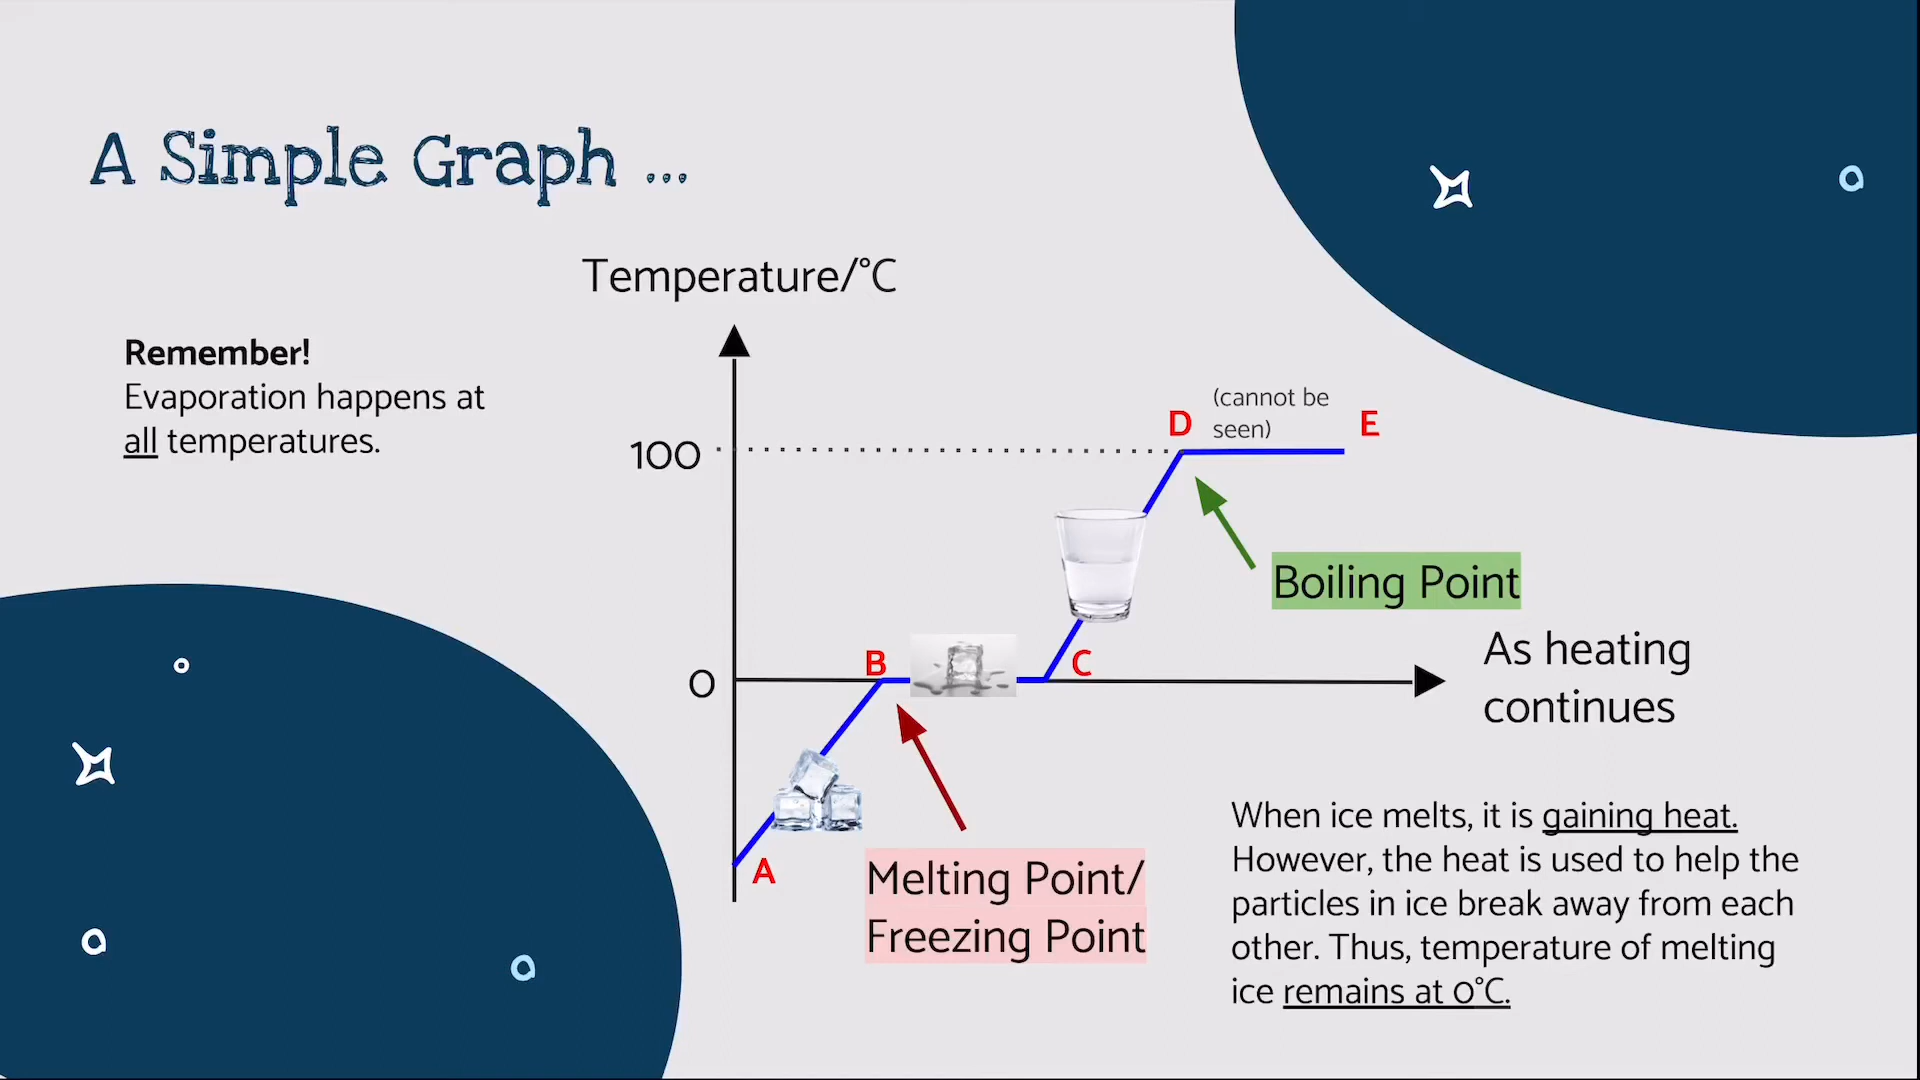 A Simple Graph ...
Temperature/°C
Remember!
Evaporation happens at
all temperatures.
(cannot be
seen)
D
E
100
Boiling Point
As heating
continues
B
C
0
A
Melting Point/
Freezing Point
When ice melts, it is gaining heat.
However, the heat is used to help the
particles in ice break away from each
other. Thus, temperature of melting
ice remains at 0°C.